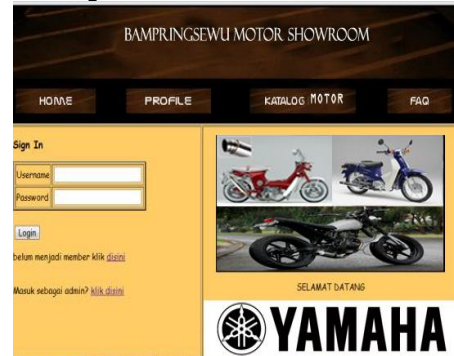 BAMPRINGSEWU MOTOR SHOWROOM
HOME PROFILE KATALOG MOTOR FAQ
Sign In
Username
Password
Login
belum menjadi member klik disini
Masuk sebagai admin? klik disini
SELAMAT DATANG
YAMAHA